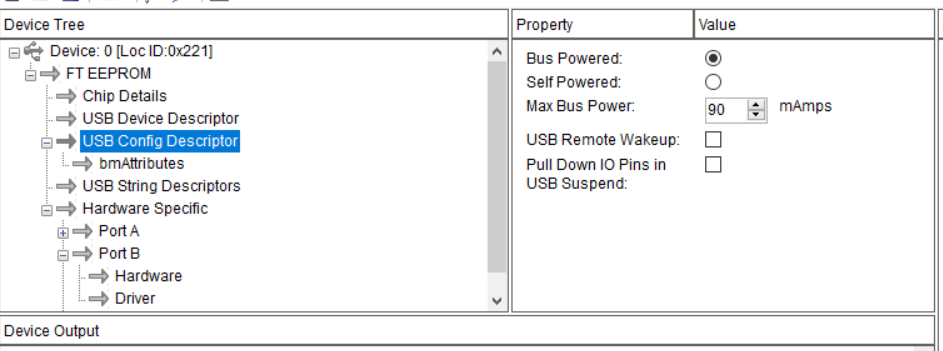 Device Tree
Device: 0 [Loc ID:0x221]
FT EEPROM
Chip Details
USB Device Descriptor
USB Config Descriptor
bmAttributes
USB String Descriptors
Hardware Specific
Port A
Port B
Hardware
Driver
Property Value
Bus Powered:
Self Powered:
Max Bus Power: 90 mAmps
USB Remote Wakeup:
Pull Down IO Pins in
USB Suspend:
Device Output